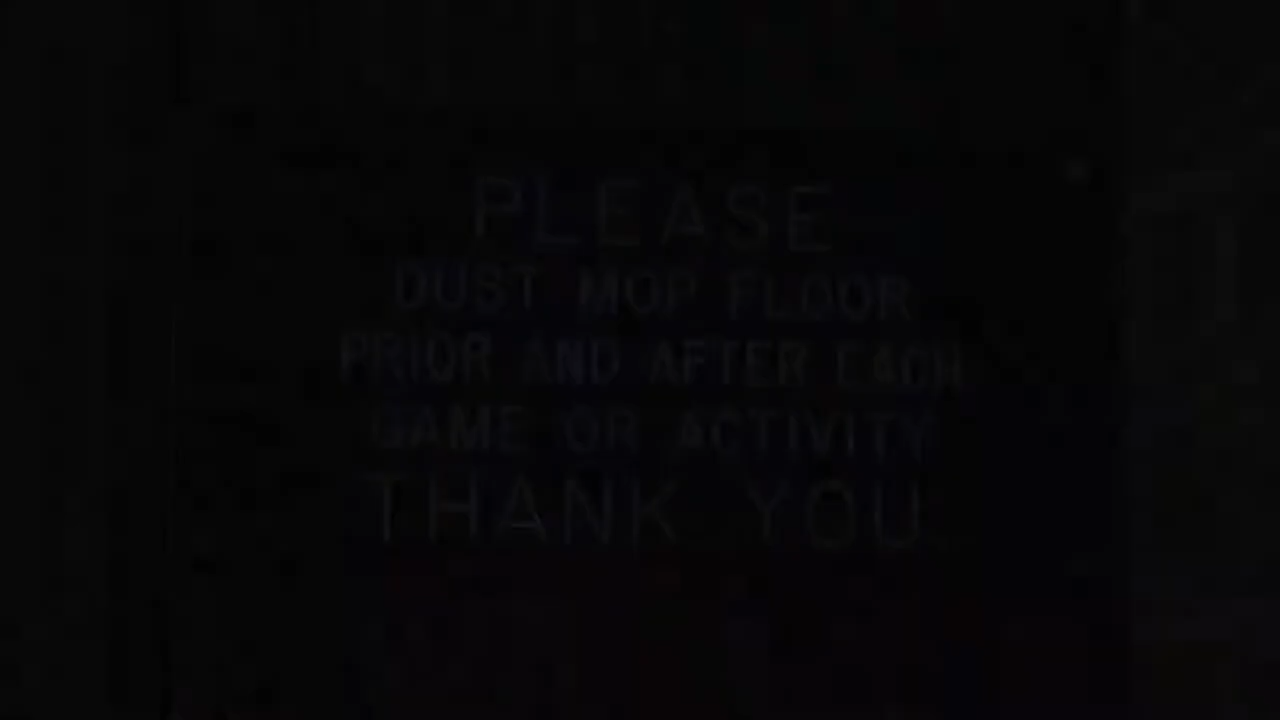 PLEASE
DUST MOP FLOOR
PRIOR AND AFTER EACH
GAME OR ACTIVITY
THANK YOU